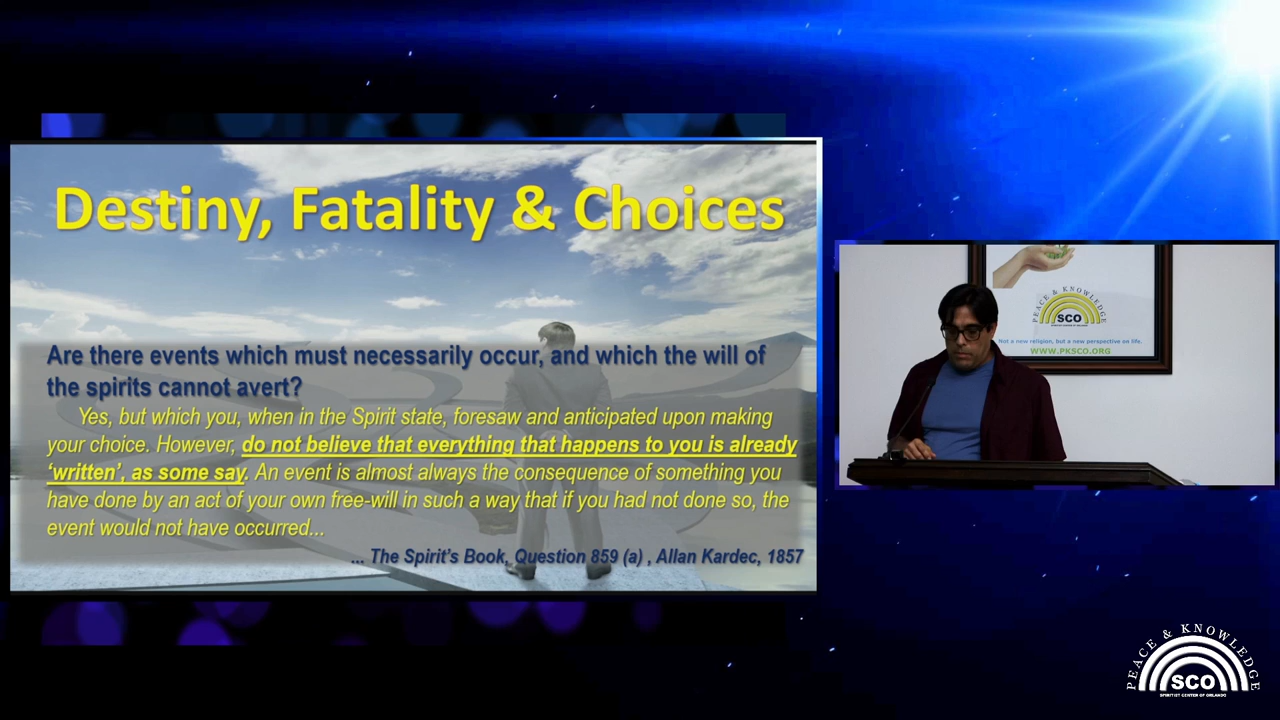 Destiny, Fatality & Choices
Are there events which must necessarily occur, and which the will of
the spirits cannot avert?
Yes, but which you, when in the Spirit state, foresaw and anticipated upon making
your choice. However, do not believe that everything that happens to you is already
‘written’, as some say. An event is almost always the consequence of something you
have done by an act of your own free-will in such a way that if you had not done so, the
event would not have occurred...
... The Spirit’s Book, Question 859 (a) , Allan Kardec, 1857
PEACE & KNOWLEDGE
SCO
SPIRITIST CENTER OF ORLANDO
Not a new religion, but a new perspective on life.
WWW.PKSCO.ORG
PEACE & KNOWLEDGE
SCO
SPIRITIST CENTER OF ORLANDO